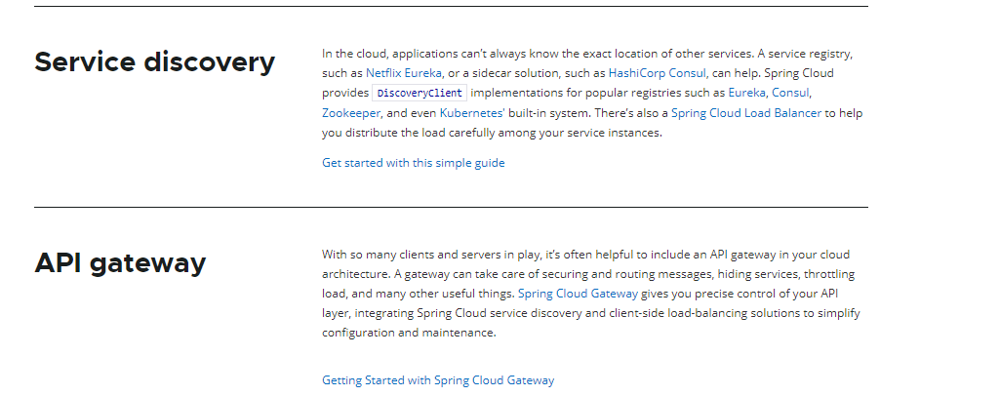 Service discovery
In the cloud, applications can’t always know the exact location of other services. A service registry,
such as Netflix Eureka, or a sidecar solution, such as HashiCorp Consul, can help. Spring Cloud
provides DiscoveryClient implementations for popular registries such as Eureka, Consul,
Zookeeper, and even Kubernetes' built-in system. There’s also a Spring Cloud Load Balancer to help
you distribute the load carefully among your service instances.
Get started with this simple guide
API gateway
With so many clients and servers in play, it’s often helpful to include an API gateway in your cloud
architecture. A gateway can take care of securing and routing messages, hiding services, throttling
load, and many other useful things. Spring Cloud Gateway gives you precise control of your API
layer, integrating Spring Cloud service discovery and client-side load-balancing solutions to simplify
configuration and maintenance.
Getting Started with Spring Cloud Gateway